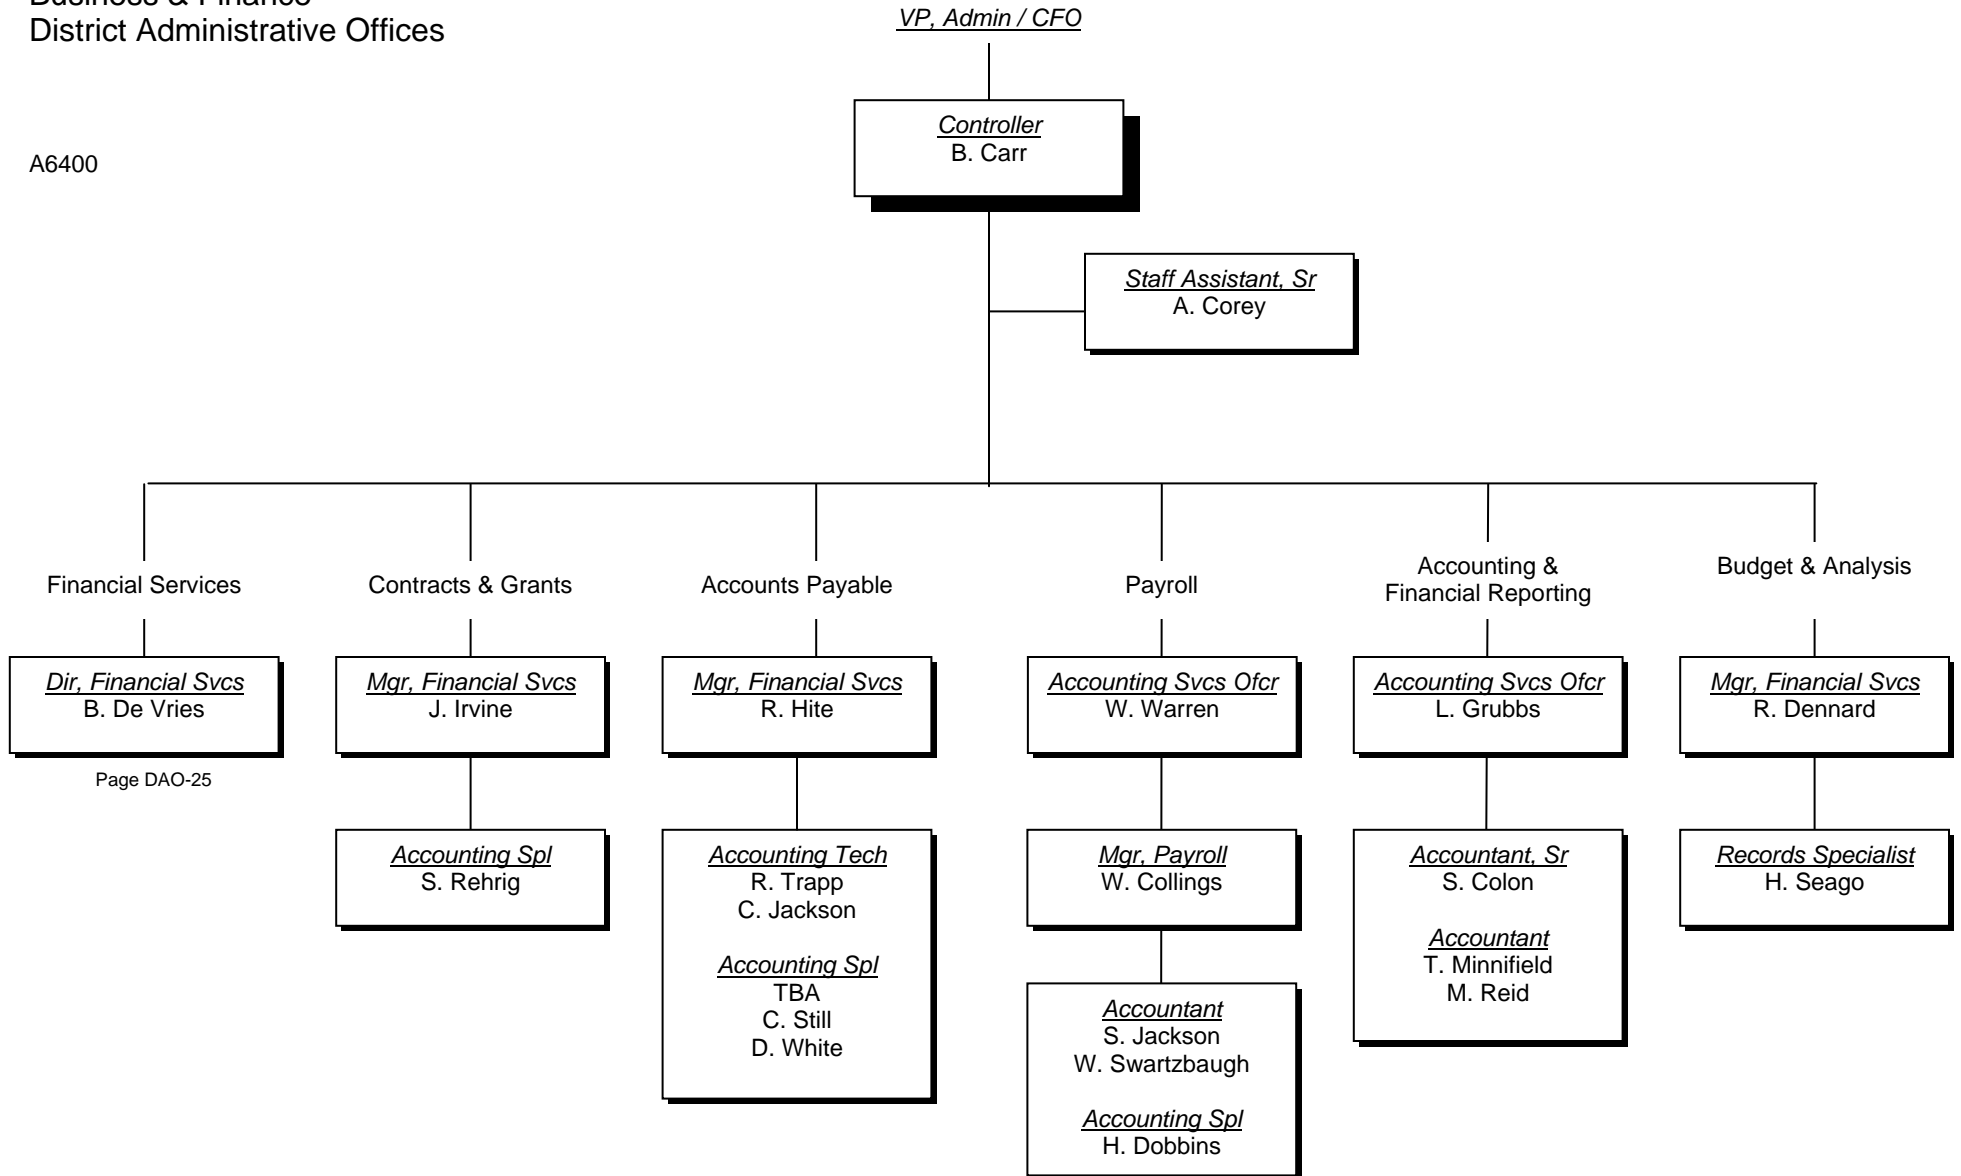 Business & Finance
District Administrative Offices
A6400
VP, Admin / CFO
Controller
B. Carr
Staff Assistant, Sr
A. Corey
Financial Services
Dir, Financial Svcs
B. De Vries
Page DAO-25
Contracts & Grants
Mgr, Financial Svcs
J. Irvine
Accounting Spl
S. Rehrig
Accounts Payable
Mgr, Financial Svcs
R. Hite
Accounting Tech
R. Trapp
C. Jackson
Accounting Spl
TBA
C. Still
D. White
Payroll
Accounting Svcs Ofcr
W. Warren
Mgr, Payroll
W. Collings
Accountant
S. Jackson
W. Swartzbaugh
Accounting Spl
H. Dobbins
Accounting &
Financial Reporting
Accounting Svcs Ofcr
L. Grubbs
Accountant, Sr
S. Colon
Accountant
T. Minnifield
M. Reid
Budget & Analysis
Mgr, Financial Svcs
R. Dennard
Records Specialist
H. Seago